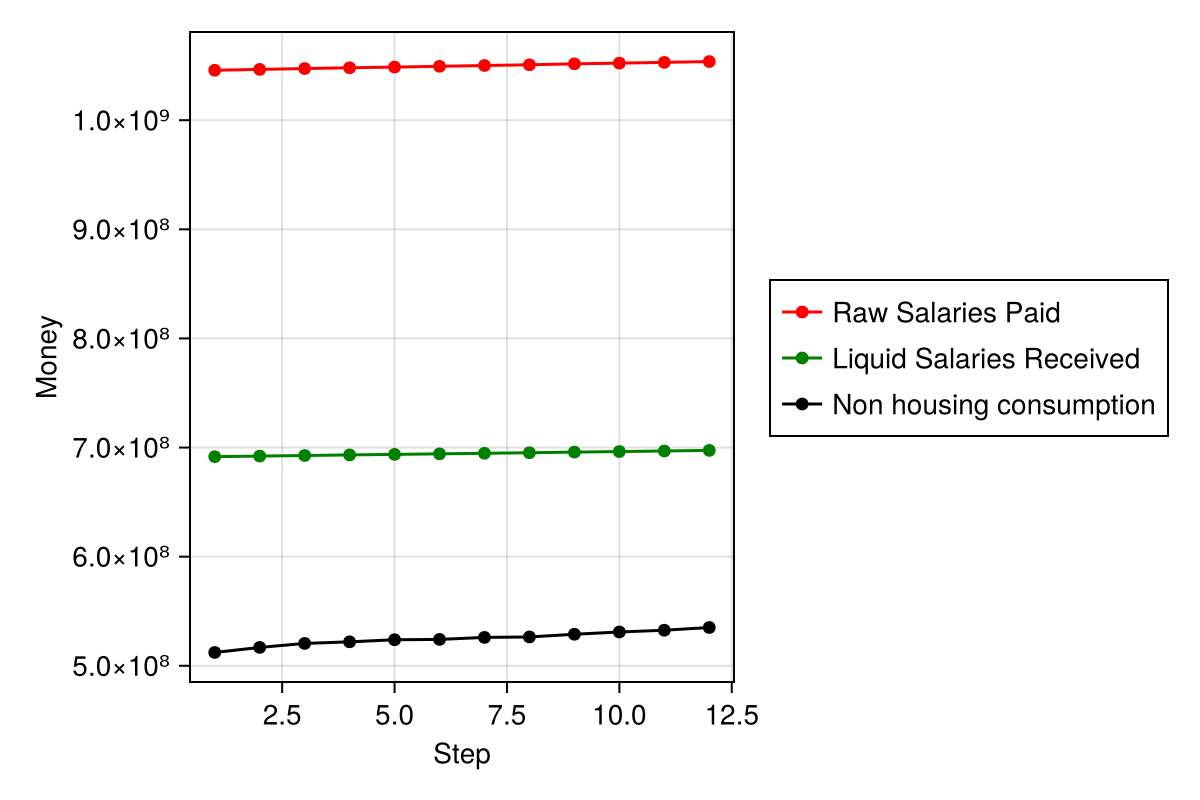 1.0×10⁹
9.0×10⁸
8.0×10⁸
7.0×10⁸
6.0×10⁸
5.0×10⁸
Money
2.5 5.0 7.5 10.0 12.5
Step
Raw Salaries Paid
Liquid Salaries Received
Non housing consumption